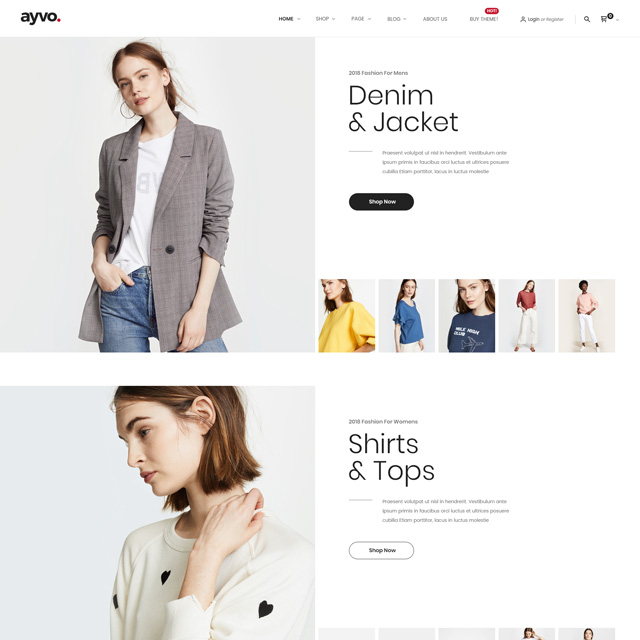 ayvo.
HOME
SHOP
PAGE
BLOG
ABOUT US
HOT!
BUY THEME!
Login or Register
0
2018 Fashion For Mens
Denim
& Jacket
Praesent volutpat ut nisl in hendrerit. Vestibulum ante
ipsum primis in faucibus orci luctus et ultrices posuere
cubilia Etiam porttitor, lacus in luctus molestie
Shop Now
MILE HIGH
CLUB
2018 Fashion For Womens
Shirts
& Tops
Praesent volutpat ut nisl in hendrerit. Vestibulum ante
ipsum primis in faucibus orci luctus et ultrices posuere
cubilia Etiam porttitor, lacus in luctus molestie
Shop Now